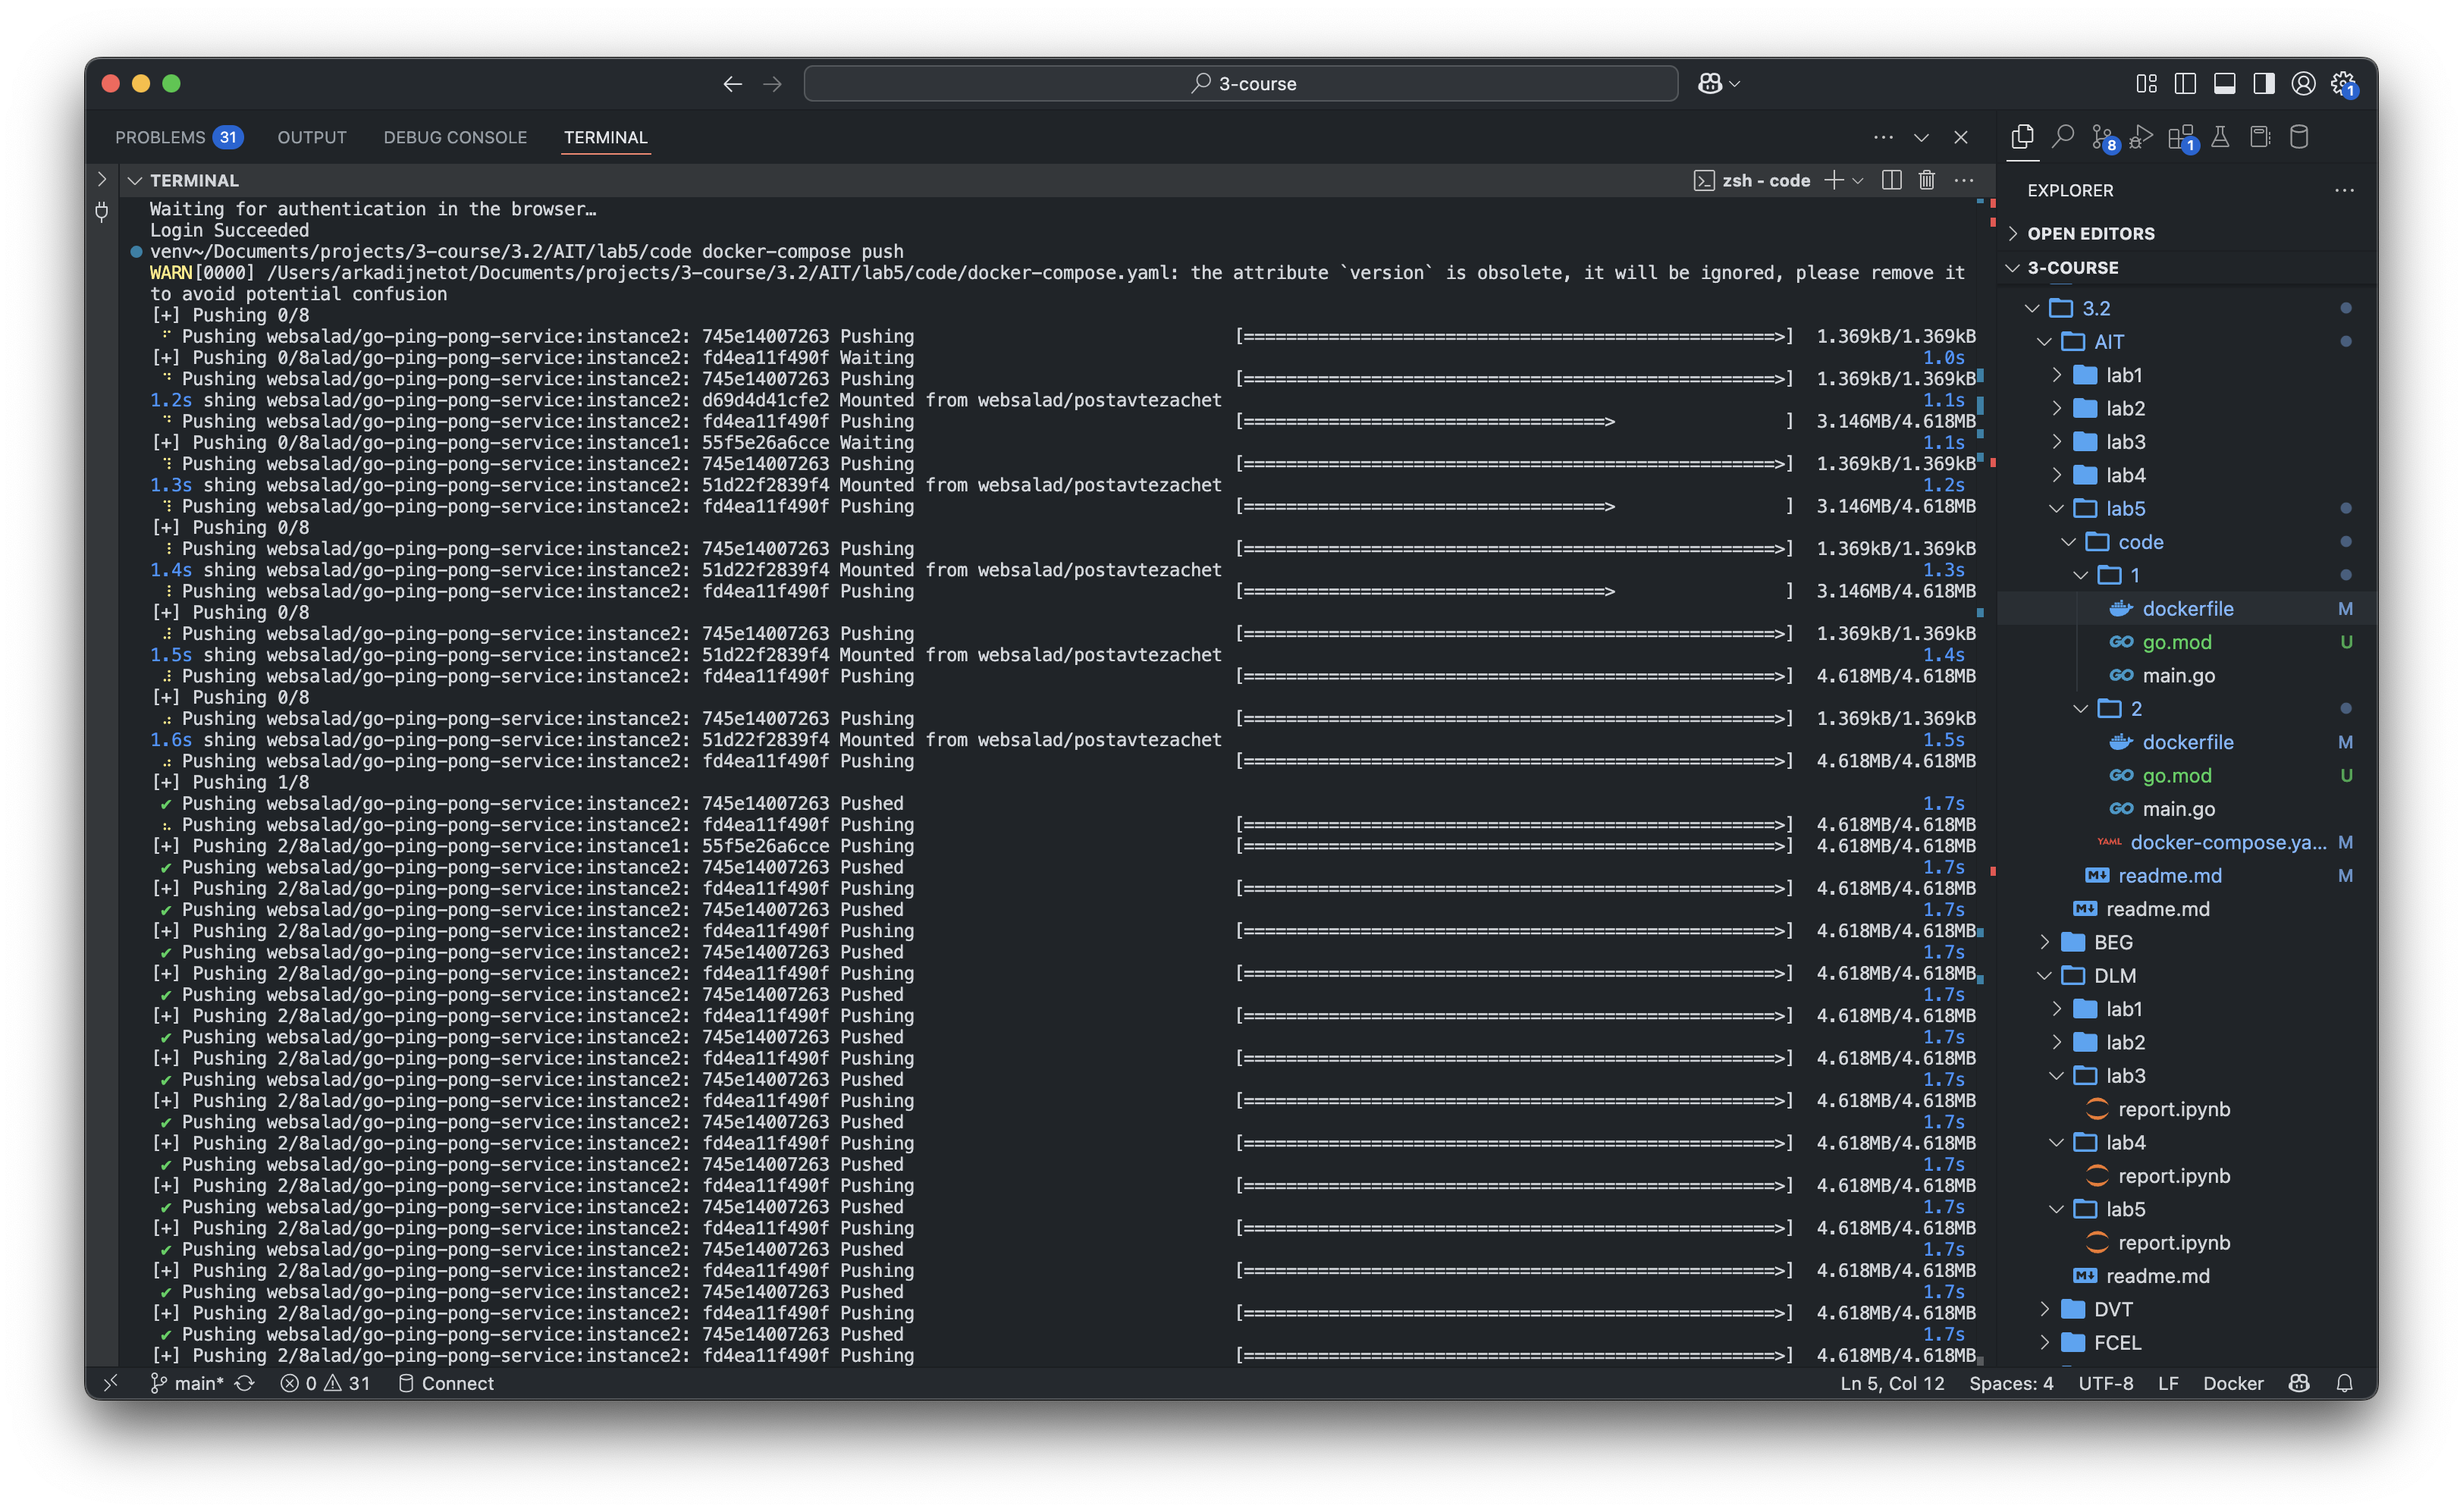 3-course
1
PROBLEMS 31 OUTPUT DEBUG CONSOLE TERMINAL
TERMINAL
zsh - code
Waiting for authentication in the browser…
Login Succeeded
venv~/Documents/projects/3-course/3.2/AIT/lab5/code docker-compose push
WARN[0000] /Users/arkadijnetot/Documents/projects/3-course/3.2/AIT/lab5/code/docker-compose.yaml: the attribute `version` is obsolete, it will be ignored, please remove it
to avoid potential confusion
[+] Pushing 0/8
Pushing websalad/go-ping-pong-service:instance2: 745e14007263 Pushing [==================================================>] 1.369kB/1.369kB
[+] Pushing 0/8alad/go-ping-pong-service:instance2: fd4ea11f490f Waiting 1.0s
Pushing websalad/go-ping-pong-service:instance2: 745e14007263 Pushing [==================================================>] 1.369kB/1.369kB
1.2s shing websalad/go-ping-pong-service:instance2: d69d4d41cfe2 Mounted from websalad/postavtezachet 1.1s
Pushing websalad/go-ping-pong-service:instance2: fd4ea11f490f Pushing [==================================> ] 3.146MB/4.618MB
[+] Pushing 0/8alad/go-ping-pong-service:instance1: 55f5e26a6cce Waiting 1.1s
Pushing websalad/go-ping-pong-service:instance2: 745e14007263 Pushing [==================================================>] 1.369kB/1.369kB
1.3s shing websalad/go-ping-pong-service:instance2: 51d22f2839f4 Mounted from websalad/postavtezachet 1.2s
Pushing websalad/go-ping-pong-service:instance2: fd4ea11f490f Pushing [==================================> ] 3.146MB/4.618MB
[+] Pushing 0/8
Pushing websalad/go-ping-pong-service:instance2: 745e14007263 Pushing [==================================================>] 1.369kB/1.369kB
1.4s shing websalad/go-ping-pong-service:instance2: 51d22f2839f4 Mounted from websalad/postavtezachet 1.3s
Pushing websalad/go-ping-pong-service:instance2: fd4ea11f490f Pushing [==================================> ] 3.146MB/4.618MB
[+] Pushing 0/8
Pushing websalad/go-ping-pong-service:instance2: 745e14007263 Pushing [==================================================>] 1.369kB/1.369kB
1.5s shing websalad/go-ping-pong-service:instance2: 51d22f2839f4 Mounted from websalad/postavtezachet 1.4s
Pushing websalad/go-ping-pong-service:instance2: fd4ea11f490f Pushing [==================================================>] 4.618MB/4.618MB
[+] Pushing 0/8
Pushing websalad/go-ping-pong-service:instance2: 745e14007263 Pushing [==================================================>] 1.369kB/1.369kB
1.6s shing websalad/go-ping-pong-service:instance2: 51d22f2839f4 Mounted from websalad/postavtezachet 1.5s
Pushing websalad/go-ping-pong-service:instance2: fd4ea11f490f Pushing [==================================================>] 4.618MB/4.618MB
[+] Pushing 1/8
✔ Pushing websalad/go-ping-pong-service:instance2: 745e14007263 Pushed 1.7s
Pushing websalad/go-ping-pong-service:instance2: fd4ea11f490f Pushing [==================================================>] 4.618MB/4.618MB
[+] Pushing 2/8alad/go-ping-pong-service:instance1: 55f5e26a6cce Pushing [==================================================>] 4.618MB/4.618MB
✔ Pushing websalad/go-ping-pong-service:instance2: 745e14007263 Pushed 1.7s
[+] Pushing 2/8alad/go-ping-pong-service:instance2: fd4ea11f490f Pushing [==================================================>] 4.618MB/4.618MB
✔ Pushing websalad/go-ping-pong-service:instance2: 745e14007263 Pushed 1.7s
[+] Pushing 2/8alad/go-ping-pong-service:instance2: fd4ea11f490f Pushing [==================================================>] 4.618MB/4.618MB
✔ Pushing websalad/go-ping-pong-service:instance2: 745e14007263 Pushed 1.7s
[+] Pushing 2/8alad/go-ping-pong-service:instance2: fd4ea11f490f Pushing [==================================================>] 4.618MB/4.618MB
✔ Pushing websalad/go-ping-pong-service:instance2: 745e14007263 Pushed 1.7s
[+] Pushing 2/8alad/go-ping-pong-service:instance2: fd4ea11f490f Pushing [==================================================>] 4.618MB/4.618MB
✔ Pushing websalad/go-ping-pong-service:instance2: 745e14007263 Pushed 1.7s
[+] Pushing 2/8alad/go-ping-pong-service:instance2: fd4ea11f490f Pushing [==================================================>] 4.618MB/4.618MB
✔ Pushing websalad/go-ping-pong-service:instance2: 745e14007263 Pushed 1.7s
[+] Pushing 2/8alad/go-ping-pong-service:instance2: fd4ea11f490f Pushing [==================================================>] 4.618MB/4.618MB
✔ Pushing websalad/go-ping-pong-service:instance2: 745e14007263 Pushed 1.7s
[+] Pushing 2/8alad/go-ping-pong-service:instance2: fd4ea11f490f Pushing [==================================================>] 4.618MB/4.618MB
✔ Pushing websalad/go-ping-pong-service:instance2: 745e14007263 Pushed 1.7s
[+] Pushing 2/8alad/go-ping-pong-service:instance2: fd4ea11f490f Pushing [==================================================>] 4.618MB/4.618MB
✔ Pushing websalad/go-ping-pong-service:instance2: 745e14007263 Pushed 1.7s
[+] Pushing 2/8alad/go-ping-pong-service:instance2: fd4ea11f490f Pushing [==================================================>] 4.618MB/4.618MB
✔ Pushing websalad/go-ping-pong-service:instance2: 745e14007263 Pushed 1.7s
[+] Pushing 2/8alad/go-ping-pong-service:instance2: fd4ea11f490f Pushing [==================================================>] 4.618MB/4.618MB
✔ Pushing websalad/go-ping-pong-service:instance2: 745e14007263 Pushed 1.7s
[+] Pushing 2/8alad/go-ping-pong-service:instance2: fd4ea11f490f Pushing [==================================================>] 4.618MB/4.618MB
✔ Pushing websalad/go-ping-pong-service:instance2: 745e14007263 Pushed 1.7s
[+] Pushing 2/8alad/go-ping-pong-service:instance2: fd4ea11f490f Pushing [==================================================>] 4.618MB/4.618MB
8 1
EXPLORER
OPEN EDITORS
3-COURSE
3.2
AIT
lab1
lab2
lab3
lab4
lab5
code
1
dockerfile M
go.mod U
GO main.go
2
dockerfile M
GO go.mod U
GO main.go
YAML docker-compose.ya... M
M readme.md M
M readme.md
BEG
DLM
lab1
lab2
lab3
report.ipynb
lab4
report.ipynb
lab5
report.ipynb
M readme.md
DVT
FCEL
main* 0 31 Connect
Ln 5, Col 12 Spaces: 4 UTF-8 LF Docker